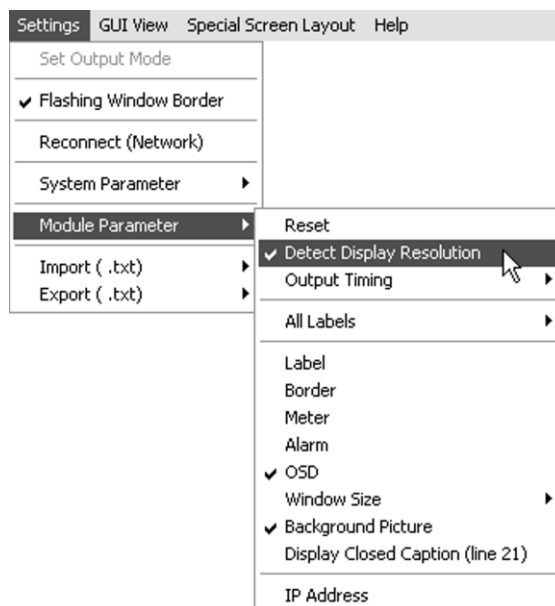 Settings GUI View Special Screen Layout Help
Set Output Mode
Flashing Window Border
Reconnect (Network)
System Parameter
Module Parameter
Import ( .txt)
Export ( .txt)
Reset
Detect Display Resolution
Output Timing
All Labels
Label
Border
Meter
Alarm
OSD
Window Size
Background Picture
Display Closed Caption (line 21)
IP Address